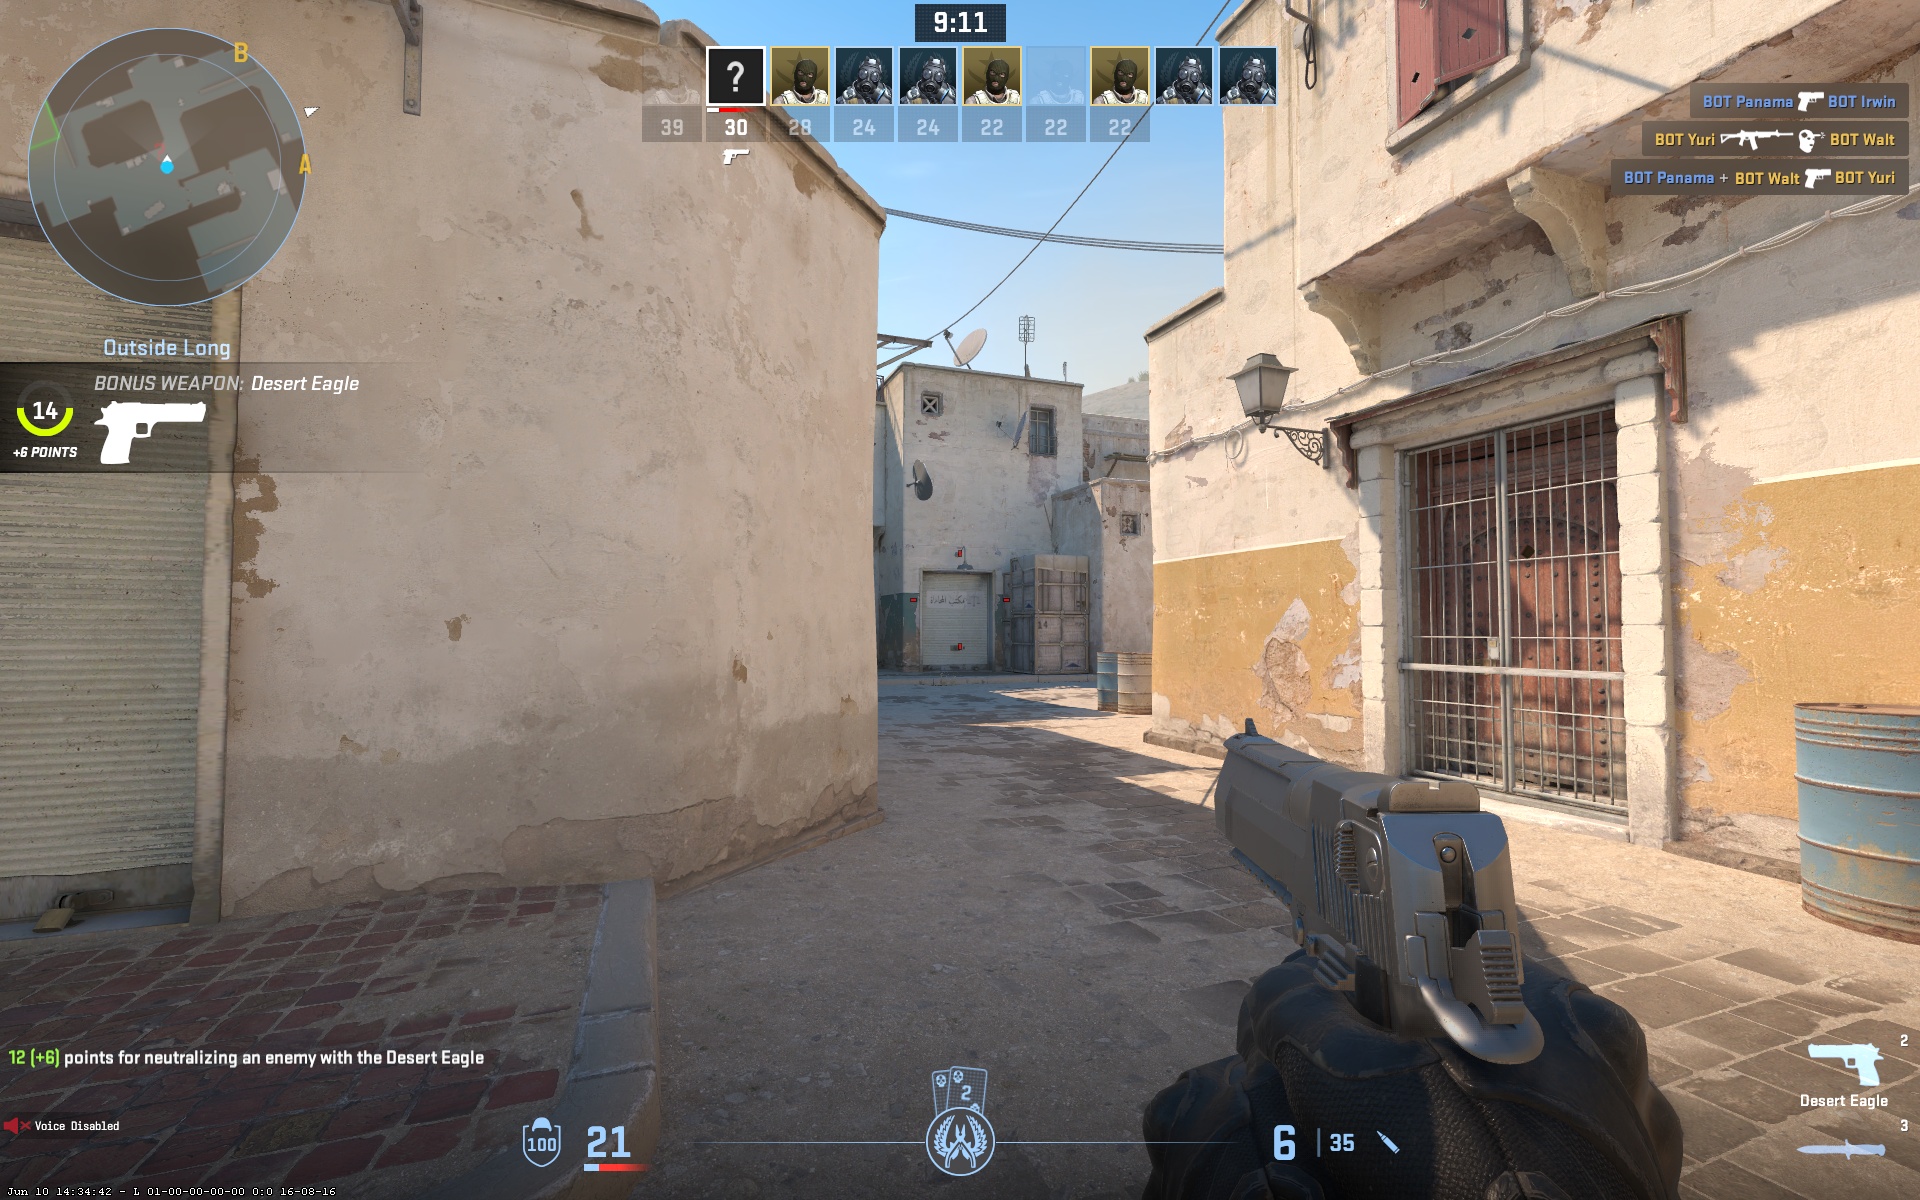 9:11
B
?
39 30 28 24 24 22 22 22
A
BOT Panama BOT Irwin
BOT Yuri BOT Walt
BOT Panama + BOT Walt BOT Yuri
Outside Long
BONUS WEAPON: Desert Eagle
14
+6 POINTS
14
12 (+6) points for neutralizing an enemy with the Desert Eagle
Voice Disabled
100 21
2
6 | 35
2
Desert Eagle
3
Jun 10 14:34:42 - L 01-00-00-00-00 0:0 16-08-16